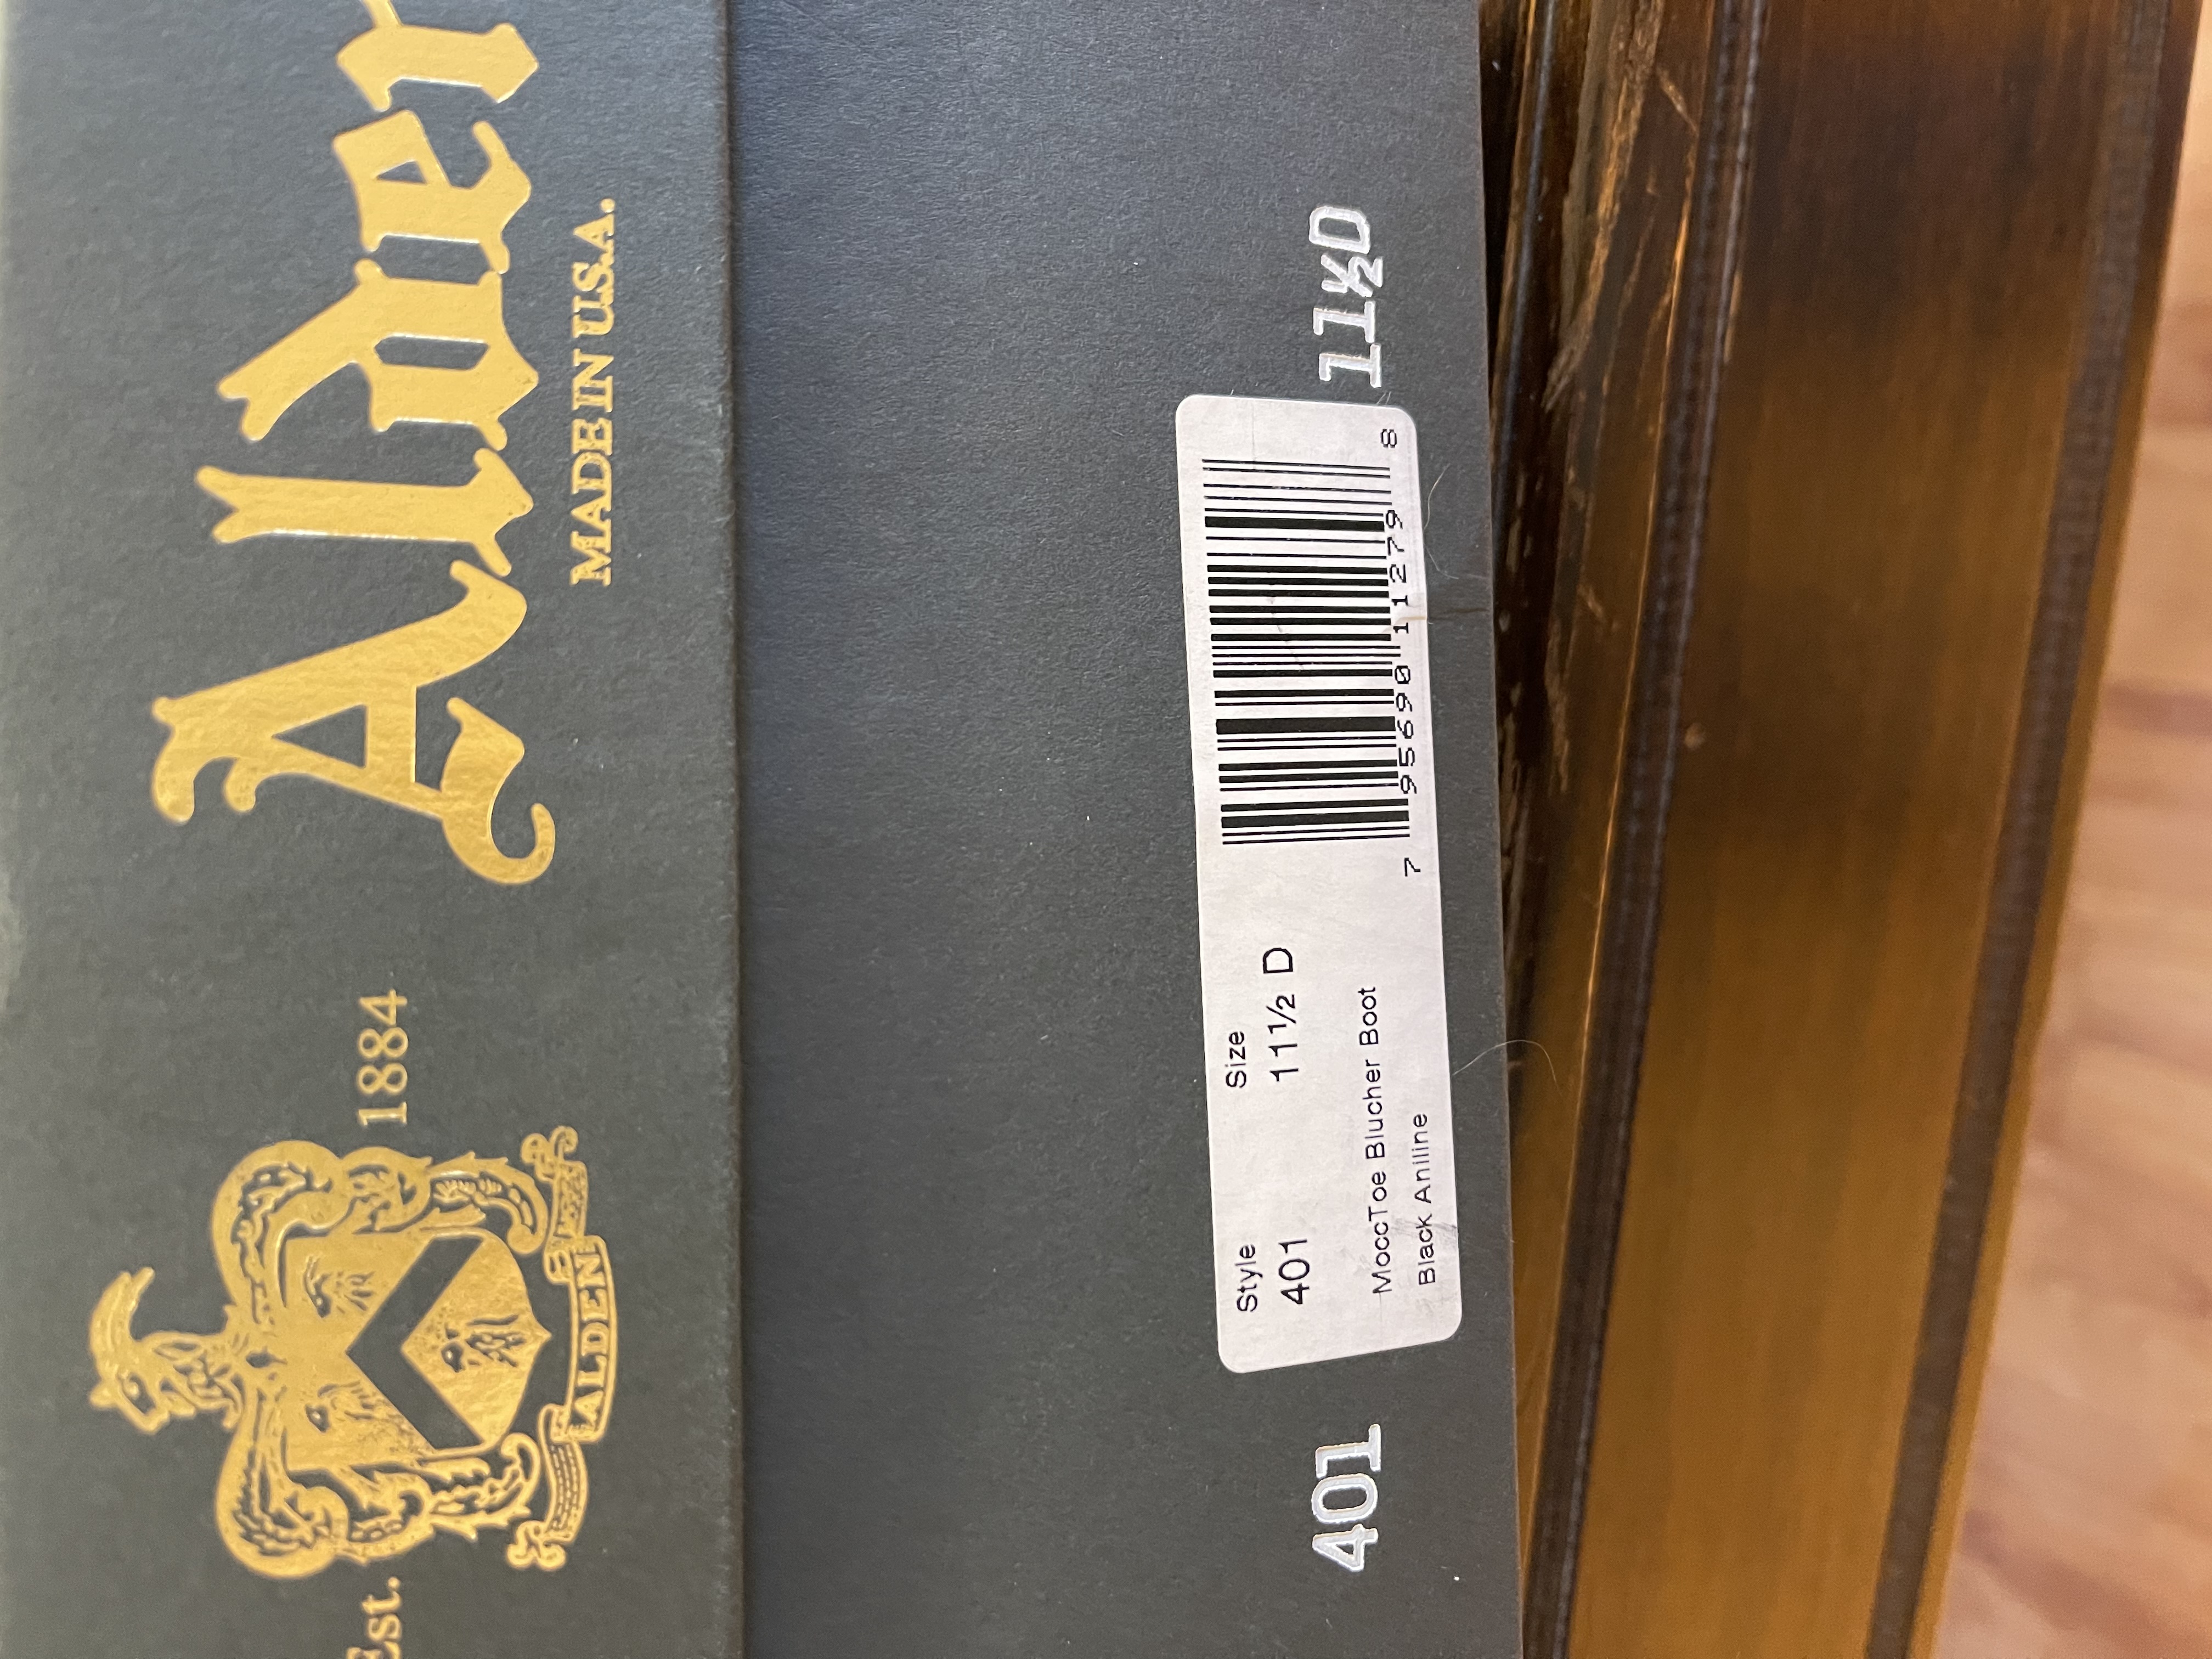 Est.
1884
ALDEN
Alden
MADE IN U.S.A.
401
Style
Size
401
11½ D
MoccToe Blucher Boot
Black Aniline
7 95690 11279 8
11½D